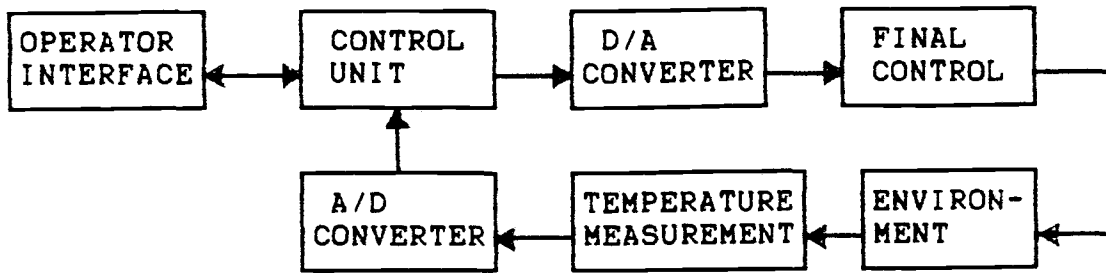 OPERATOR
INTERFACE
CONTROL
UNIT
D/A
CONVERTER
FINAL
CONTROL
A/D
CONVERTER
TEMPERATURE
MEASUREMENT
ENVIRON-
MENT